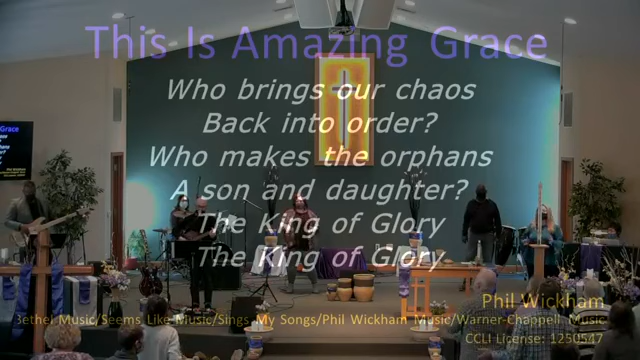 This Is Amazing Grace
Who brings our chaos
Back into order?
Who makes the orphans
A son and daughter?
The King of Glory
The King of Glory
Phil Wickham
Bethel Music/Seems Like Music/Sings My Songs/Phil Wickham Music/Warner-Chappell Music
CCLI License: 1250547
Grace